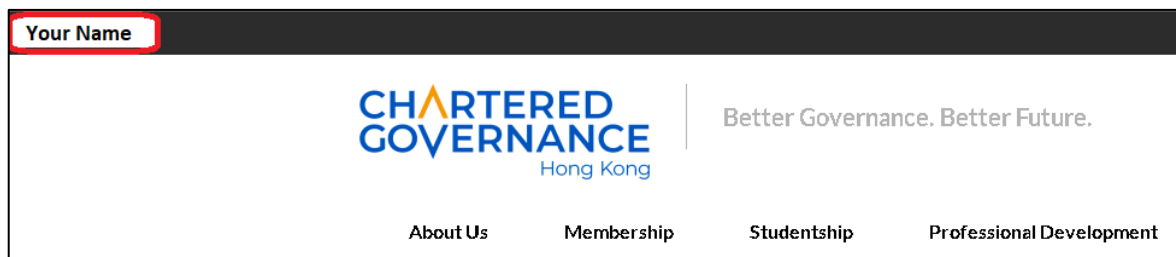 Your Name
CHARTERED
GOVERNANCE
Hong Kong
Better Governance. Better Future.
About Us Membership Studentship Professional Development